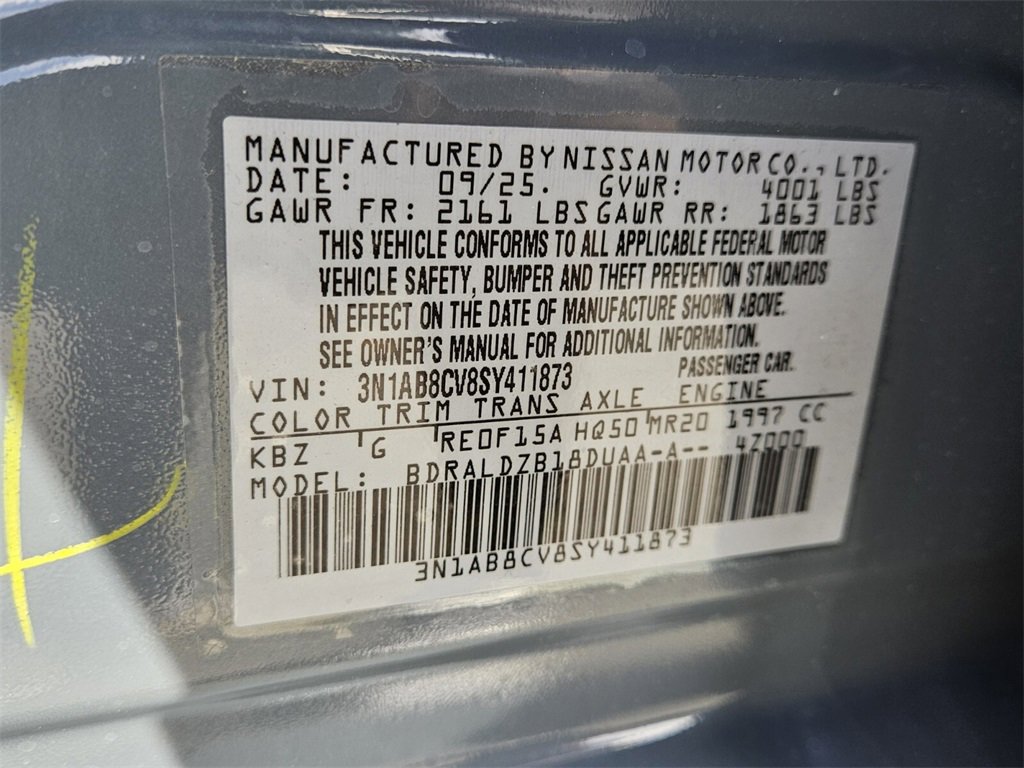 MANUFACTURED BY NISSAN MOTOR CO., LTD.
DATE: 09/25. GVWR: 4001 LBS
GAWR FR: 2161 LBS GAWR RR: 1863 LBS
THIS VEHICLE CONFORMS TO ALL APPLICABLE FEDERAL MOTOR
VEHICLE SAFETY, BUMPER AND THEFT PREVENTION STANDARDS
IN EFFECT ON THE DATE OF MANUFACTURE SHOWN ABOVE.
SEE OWNER'S MANUAL FOR ADDITIONAL INFORMATION.
VIN: 3N1AB8CV8SY411873 PASSENGER CAR.
COLOR TRIM TRANS AXLE ENGINE
KBZ G RE0F15A HQ50 MR20 1997 CC
MODEL: BDRALDZB18DUAA-A-- 4Z000
3N1AB8CV8SY411873